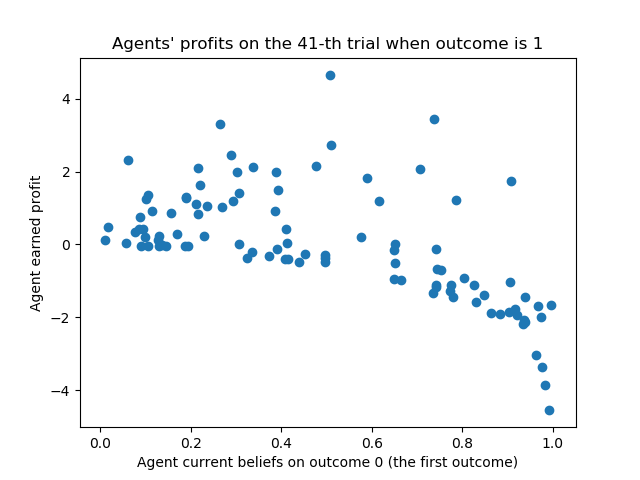 Agents' profits on the 41-th trial when outcome is 1
Agent earned profit
4
2
0
−2
−4
0.0 0.2 0.4 0.6 0.8 1.0
Agent current beliefs on outcome 0 (the first outcome)